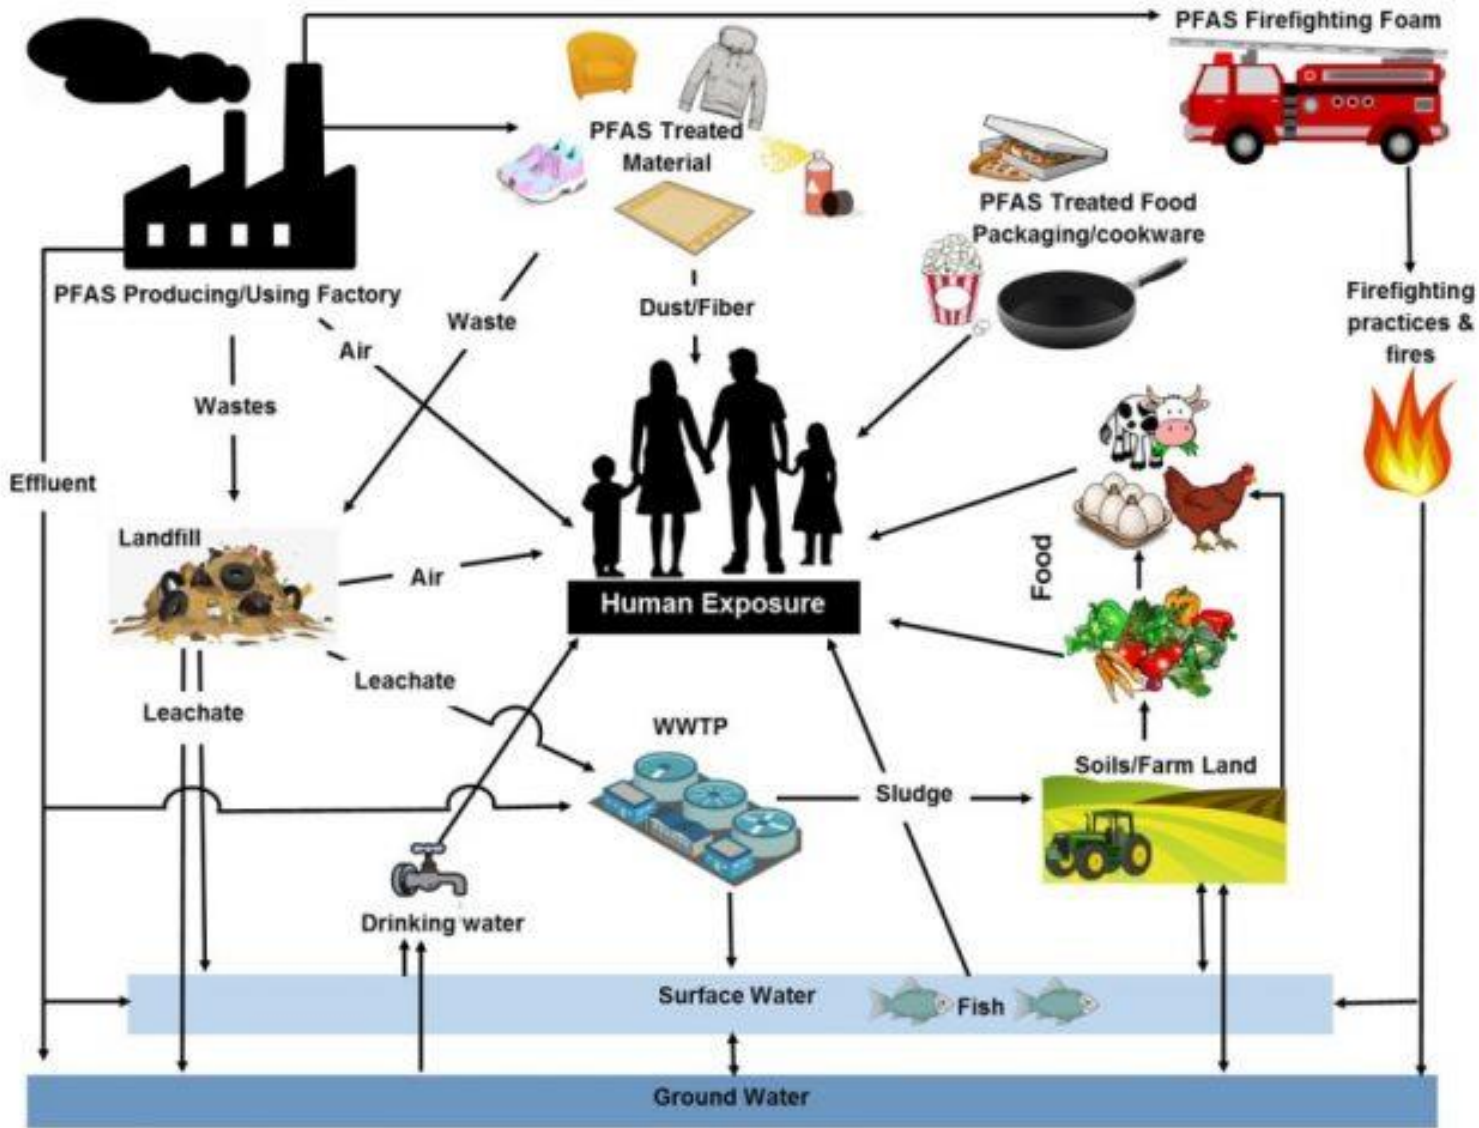 PFAS Firefighting Foam
PFAS Treated
Material
PFAS Treated Food
Packaging/cookware
PFAS Producing/Using Factory
Waste
Dust/Fiber
Firefighting
practices &
fires
Air
Wastes
Effluent
Landfill
Air
Food
Human Exposure
Leachate
Leachate
WWTP
Soils/Farm Land
Sludge
Drinking water
Surface Water
Fish
Ground Water